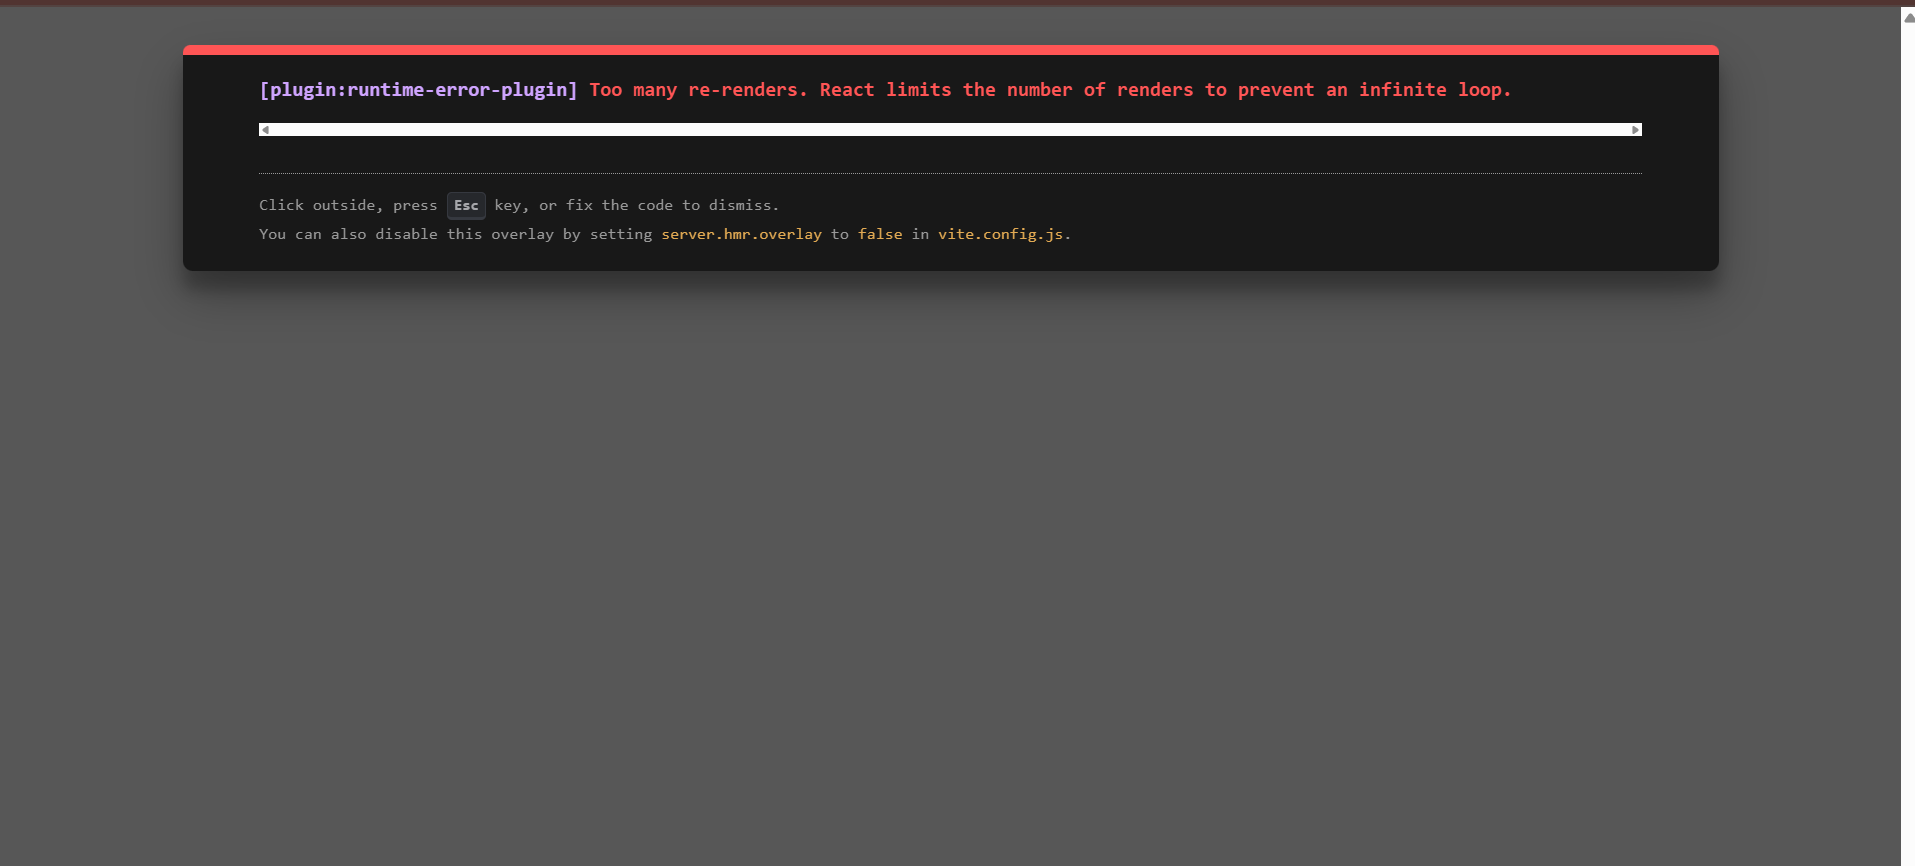 [plugin:runtime-error-plugin] Too many re-renders. React limits the number of renders to prevent an infinite loop.
Click outside, press Esc key, or fix the code to dismiss.
You can also disable this overlay by setting server.hmr.overlay to false in vite.config.js.